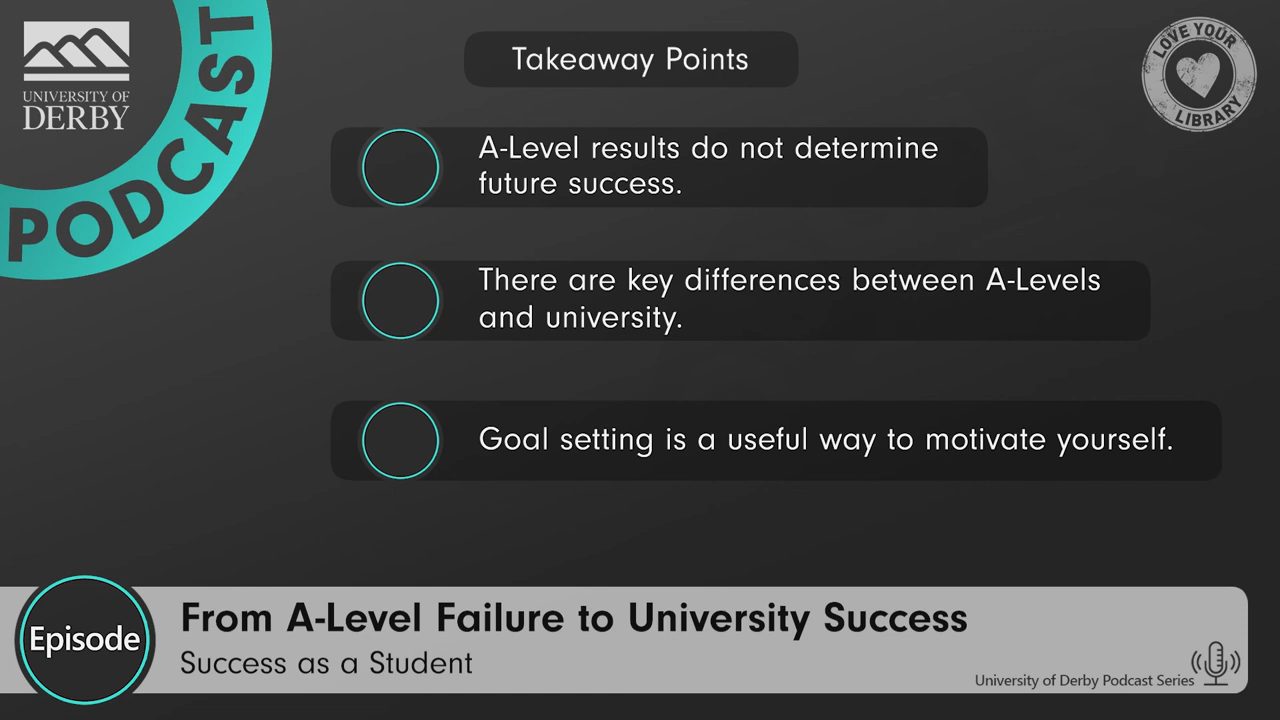 UNIVERSITY OF
DERBY
PODCAST
LOVE YOUR
LIBRARY
Takeaway Points
A-Level results do not determine
future success.
There are key differences between A-Levels
and university.
Goal setting is a useful way to motivate yourself.
Episode
From A-Level Failure to University Success
Success as a Student
University of Derby Podcast Series